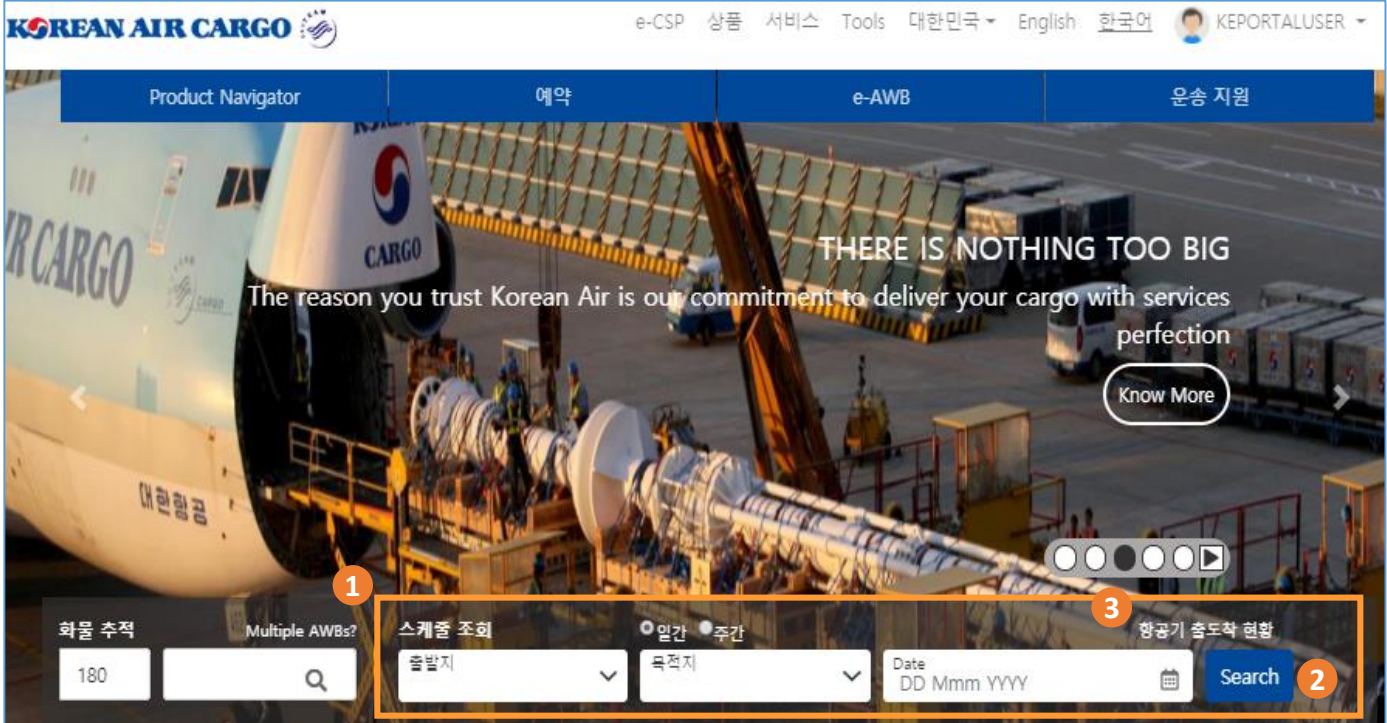 KOREAN AIR CARGO
e-CSP 상품 서비스 Tools 대한민국 English 한국어 KEPORTALUSER
Product Navigator 예약 e-AWB 운송 지원
CARGO
IR CARGO
CARGO
THERE IS NOTHING TOO BIG
The reason you trust Korean Air is our commitment to deliver your cargo with services
perfection
Know More
대한항공
1
3
화물 추적 Multiple AWBs? 스케줄 조회 일간 주간 항공기 출도착 현황
180 출발지 목적지 Date
DD Mmm YYYY Search 2